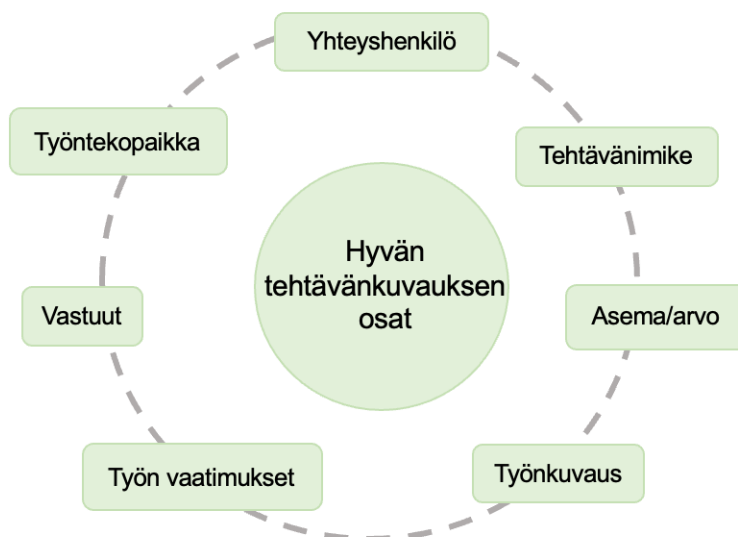 Yhteyshenkilö
Tehtävänimike
Asema/arvo
Työnkuvaus
Työn vaatimukset
Vastuut
Työntekopaikka
Hyvän
tehtävänkuvauksen
osat